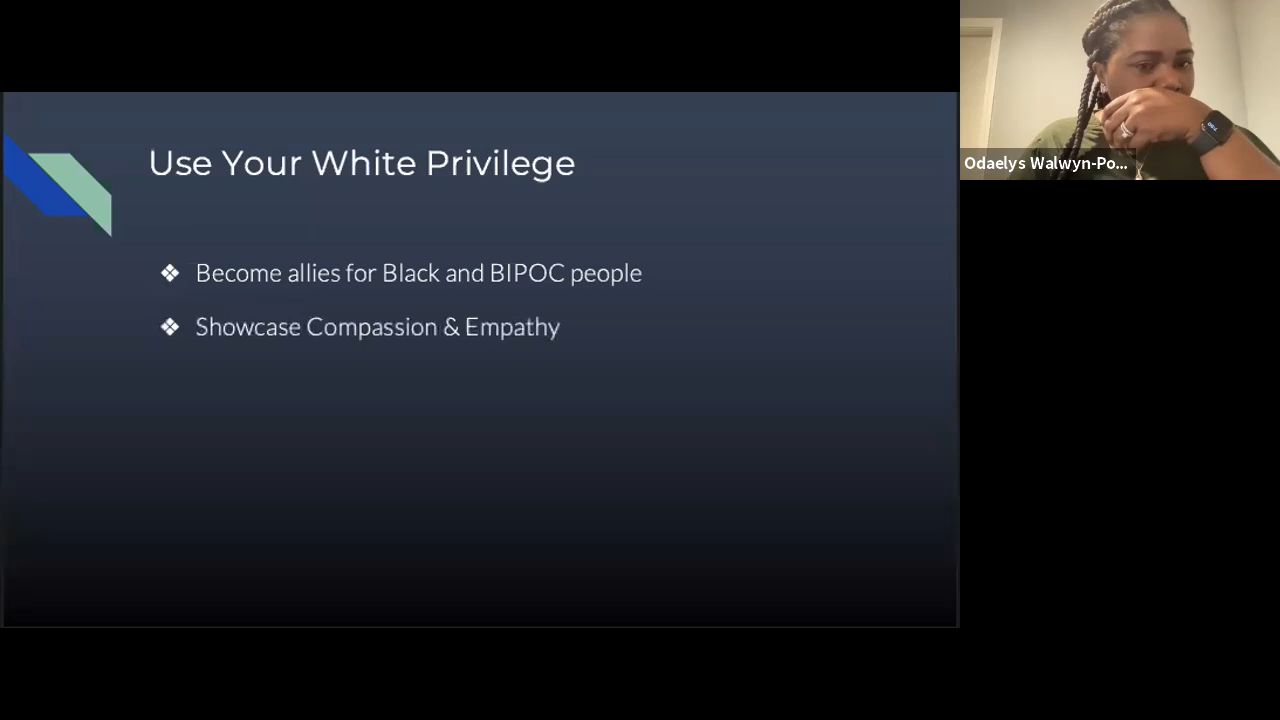 Use Your White Privilege
❖ Become allies for Black and BIPOC people
❖ Showcase Compassion & Empathy
Odaelys Walwyn-Po...